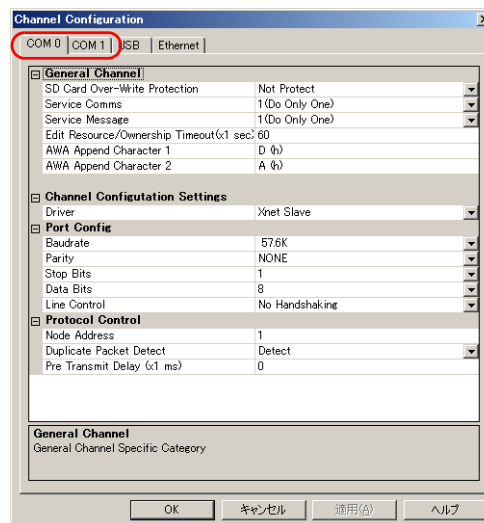 Channel Configuration
COM 0 COM 1 USB Ethernet
General Channel
SD Card Over-Write Protection Not Protect
Service Comms 1(Do Only One)
Service Message 1(Do Only One)
Edit Resource/Ownership Timeout(x1 sec) 60
AWA Append Character 1 D (h)
AWA Append Character 2 A (h)
Channel Configutation Settings
Driver Xnet Slave
Port Config
Baudrate 57.6K
Parity NONE
Stop Bits 1
Data Bits 8
Line Control No Handshaking
Protocol Control
Node Address 1
Duplicate Packet Detect Detect
Pre Transmit Delay (x1 ms) 0
General Channel
General Channel Specific Category
OK キャンセル 適用(A) ヘルプ